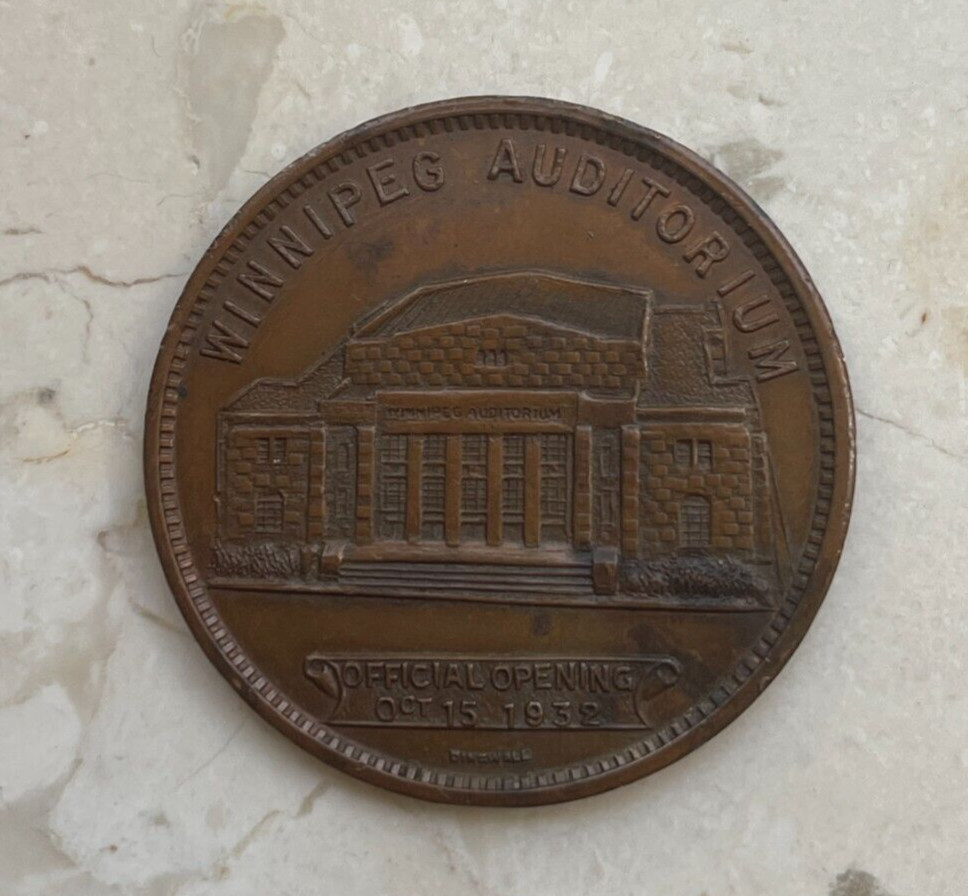 WINNIPEG AUDITORIUM
WINNIPEG AUDITORIUM
OFFICIAL OPENING
OCT 15 1932
DINGWALL